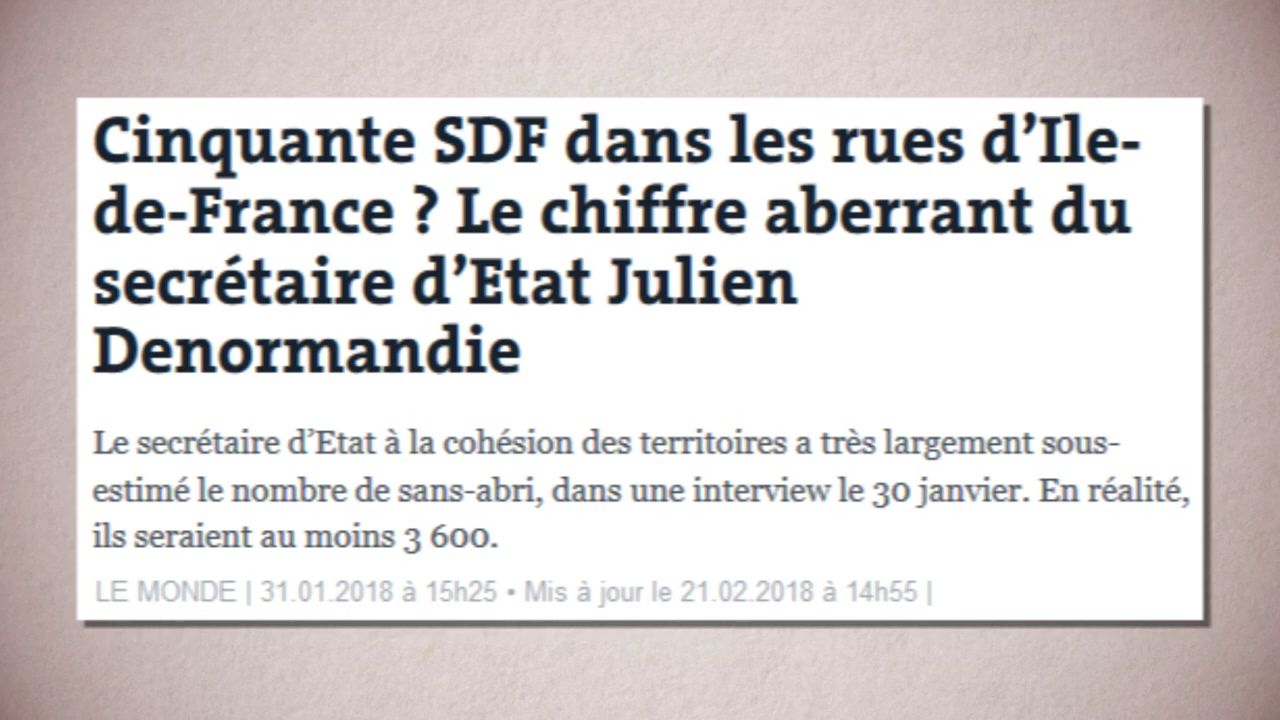 Cinquante SDF dans les rues d’Ile-
de-France ? Le chiffre aberrant du
secrétaire d’Etat Julien
Denormandie
Le secrétaire d’Etat à la cohésion des territoires a très largement sous-
estimé le nombre de sans-abri, dans une interview le 30 janvier. En réalité,
ils seraient au moins 3 600.
LE MONDE | 31.01.2018 à 15h25 • Mis à jour le 21.02.2018 à 14h55 |